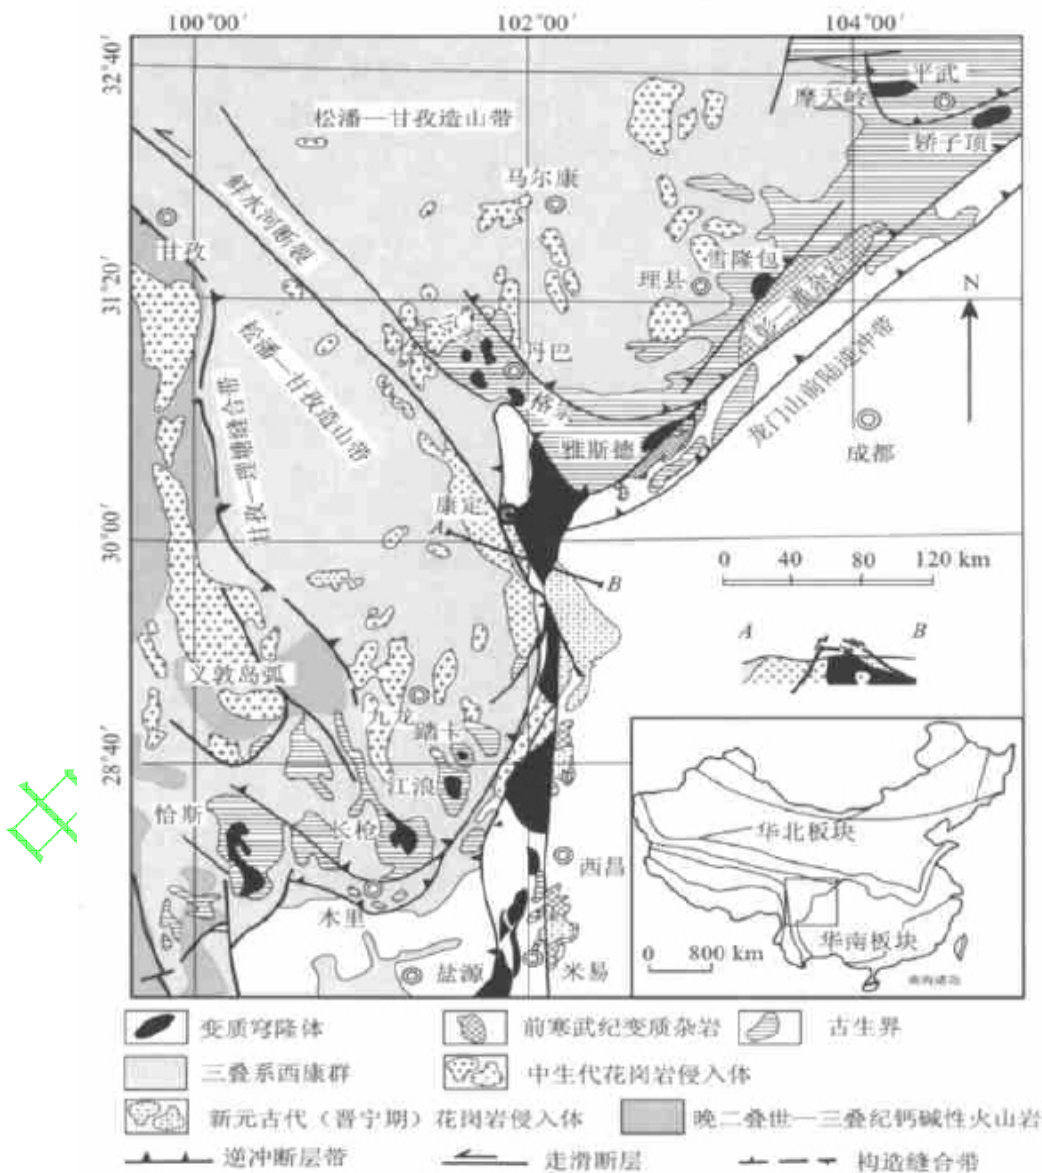 100°00′
102°00′
104°00′
32°40′
31°20′
30°00′
28°40′
平武
摩天岭
轿子顶
松潘—甘孜造山带
马尔康
鲜水河断裂
甘孜
雪隆包
理县
N
丹巴
松潘—甘孜造山带
格宗
龙门山前陆逆冲带
雅斯德
成都
甘孜—理塘缝合带
康定
A
B
0 40 80 120 km
A B
义敦岛弧
九龙
踏卡
江浪
恰斯
长枪
西昌
木里
盐源
米易
华北板块
华南板块
0 800 km
南海诸岛
变质穹隆体
前寒武纪变质杂岩
古生界
三叠系西康群
中生代花岗岩侵入体
新元古代（晋宁期）花岗岩侵入体
晚二叠世—三叠纪钙碱性火山岩
逆冲断层带
走滑断层
构造缝合带